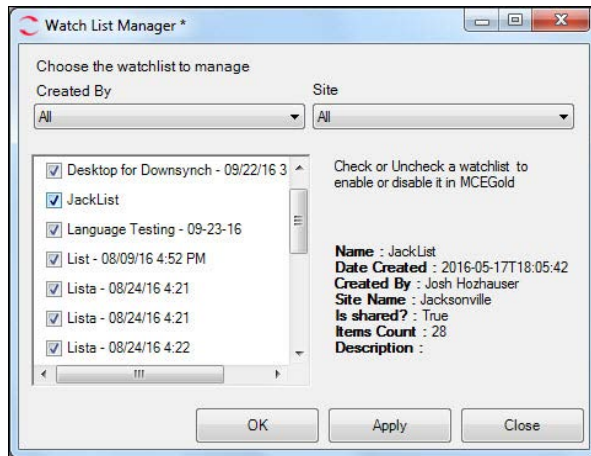 Watch List Manager *
Choose the watchlist to manage
Created By
Site
All
All
Desktop for Downsynch - 09/22/16 3
JackList
Language Testing - 09-23-16
List - 08/09/16 4:52 PM
Lista - 08/24/16 4:21
Lista - 08/24/16 4:21
Lista - 08/24/16 4:22
Check or Uncheck a watchlist to
enable or disable it in MCEGold
Name : JackList
Date Created : 2016-05-17T18:05:42
Created By : Josh Hozhauser
Site Name : Jacksonville
Is shared? : True
Items Count : 28
Description :
OK
Apply
Close